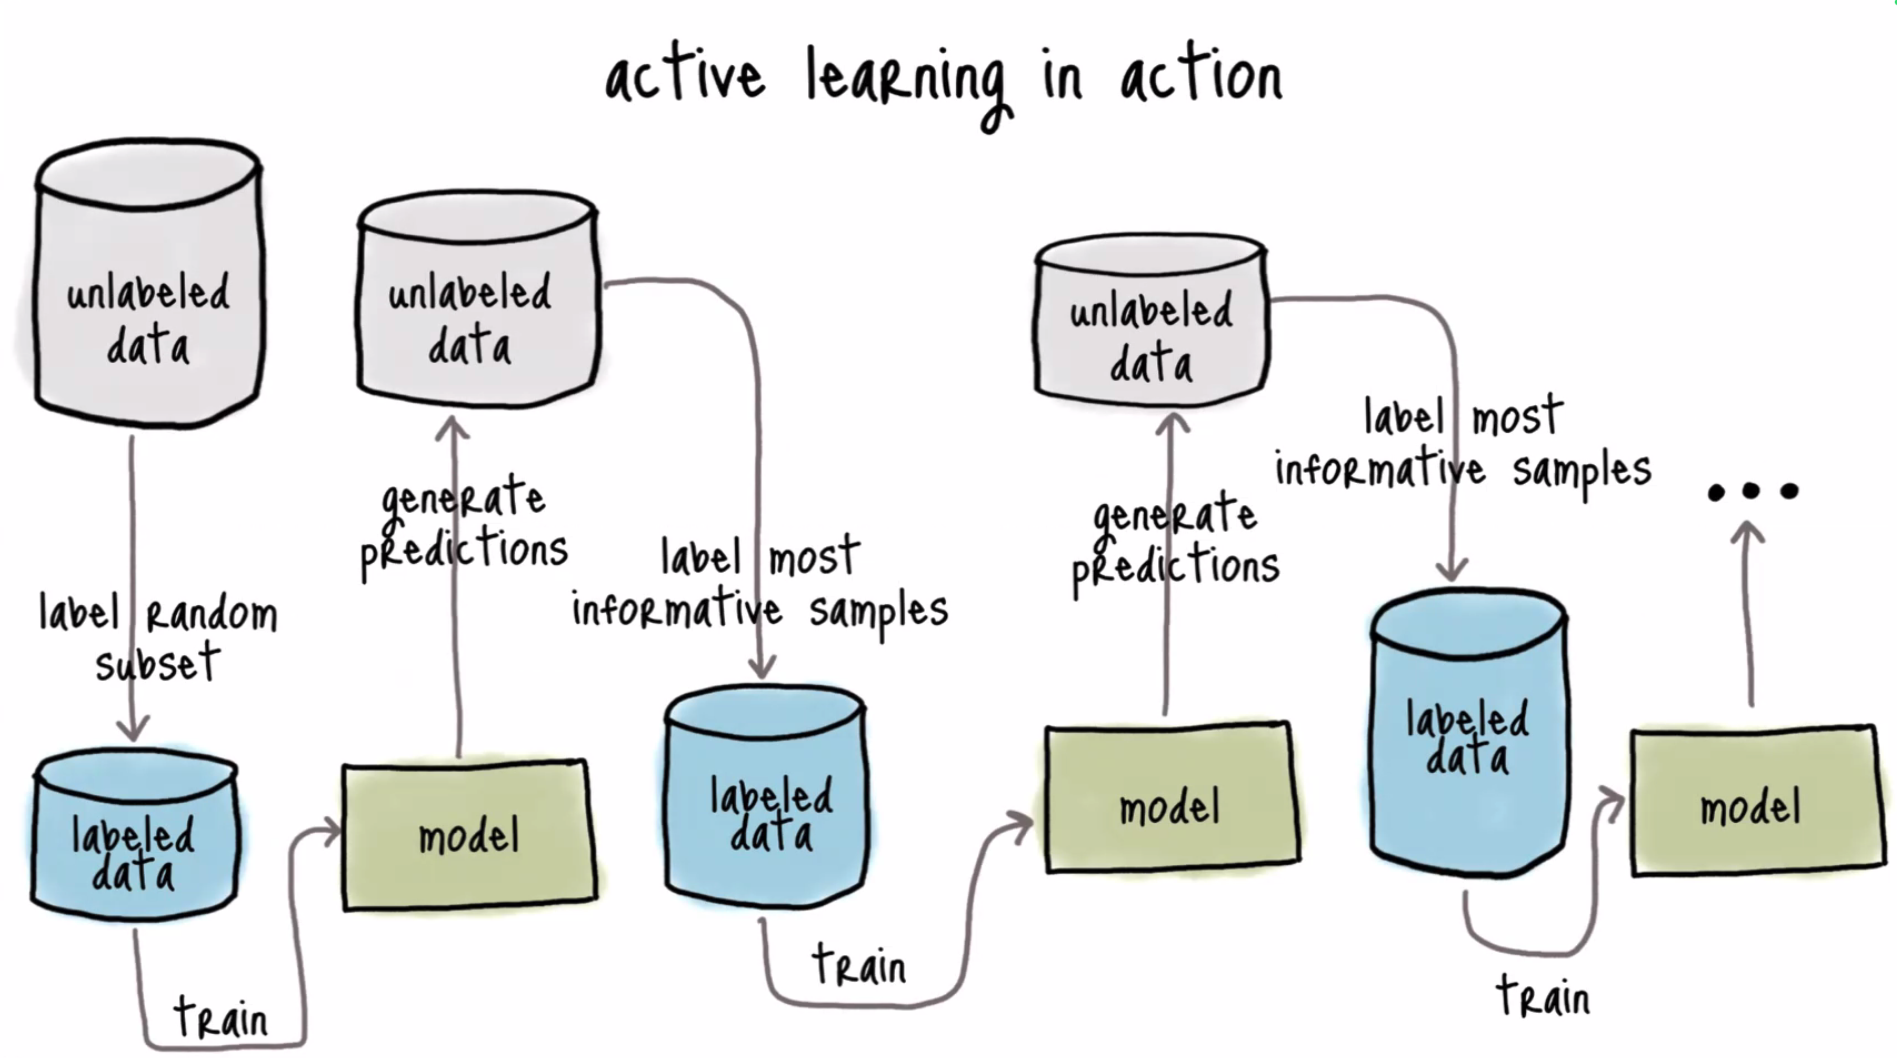 active learning in action
unlabeled
data
label random
subset
labeled
data
train
unlabeled
data
generate
predictions
model
label most
informative samples
labeled
data
train
unlabeled
data
generate
predictions
model
label most
informative samples
labeled
data
train
•••
model